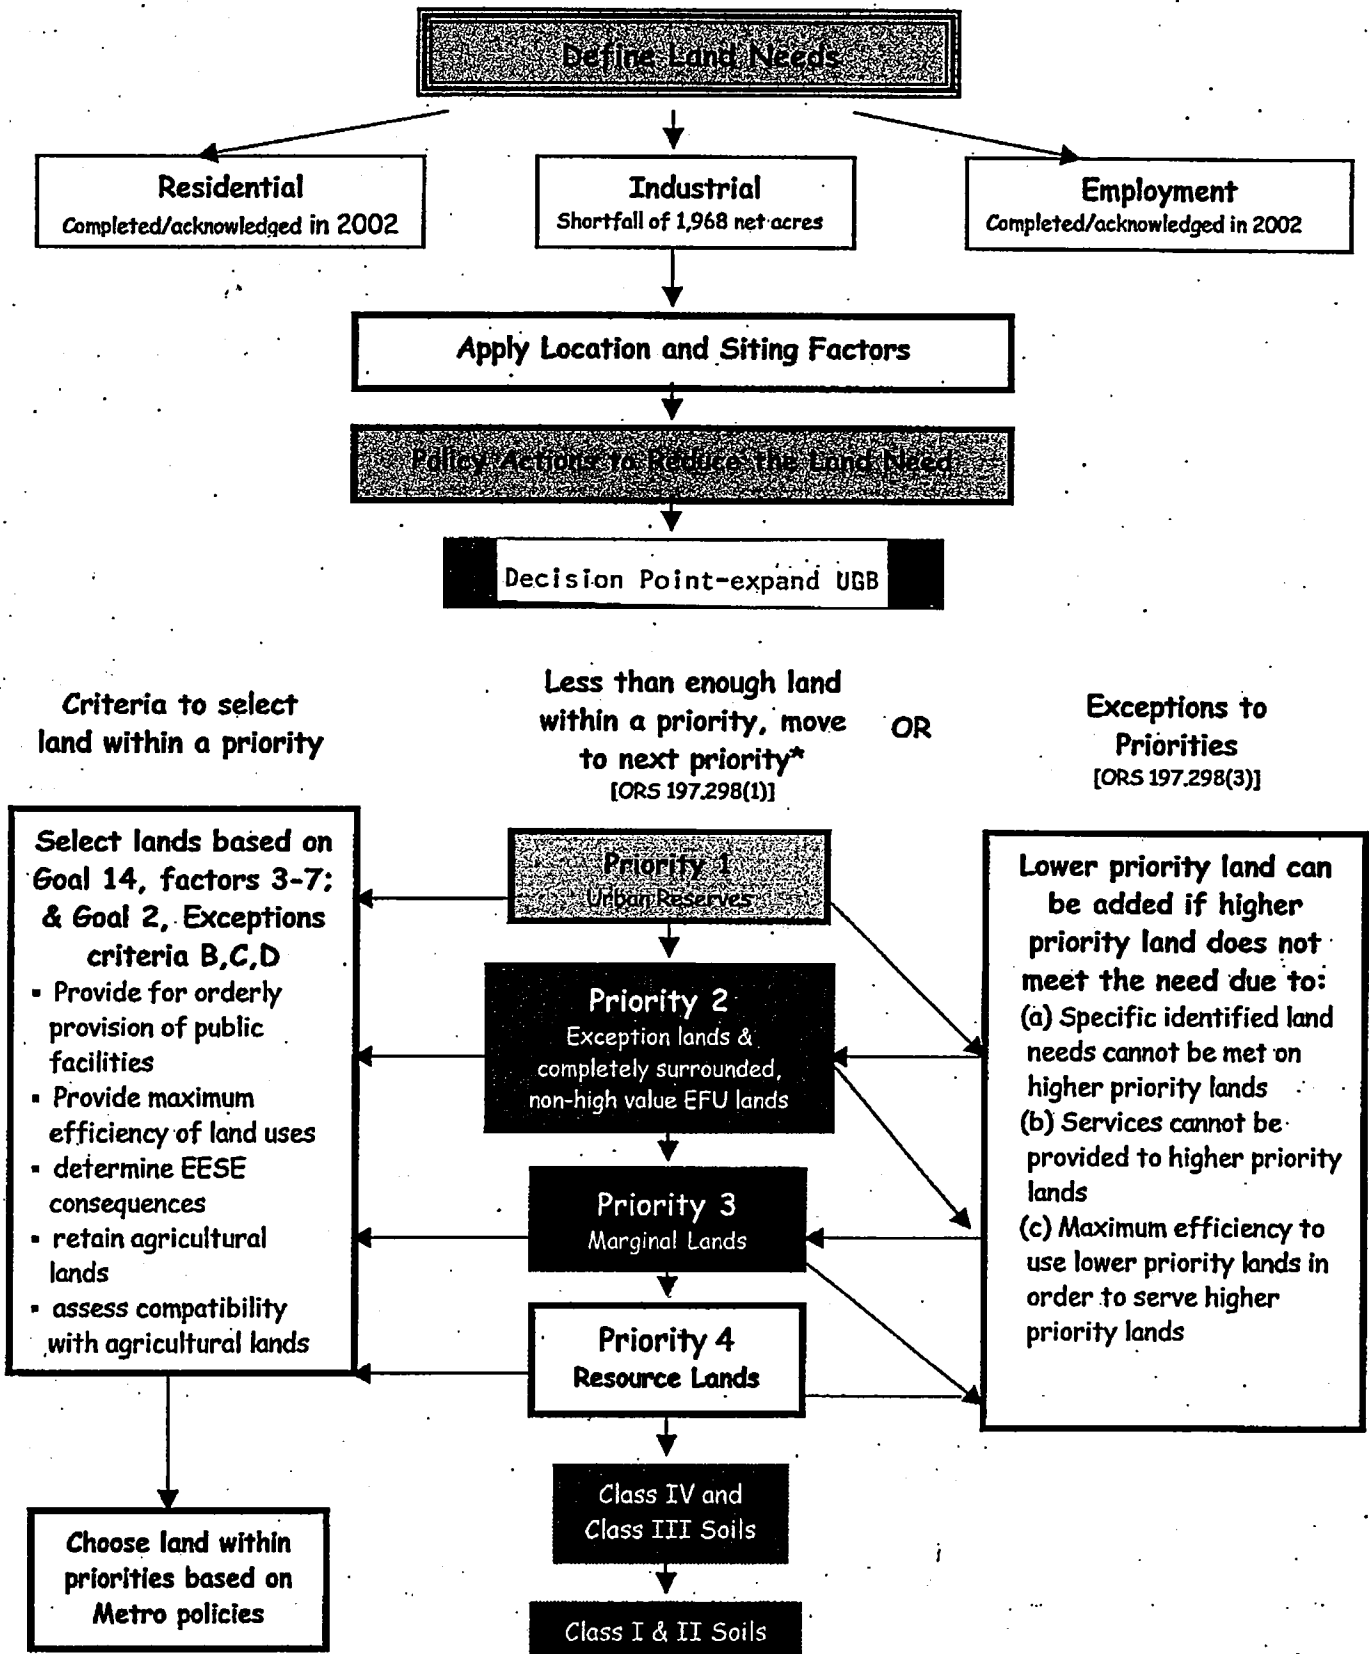 Define Land Needs
Residential
Completed/acknowledged in 2002
Industrial
Shortfall of 1,968 net acres
Employment
Completed/acknowledged in 2002
Apply Location and Siting Factors
Policy Actions to Reduce the Land Need
Decision Point-expand UGB
Criteria to select
land within a priority
Less than enough land
within a priority, move
to next priority*
[ORS 197.298(1)]
OR
Exceptions to
Priorities
[ORS 197.298(3)]
Select lands based on
Goal 14, factors 3-7;
& Goal 2, Exceptions
criteria B,C,D
▪ Provide for orderly
provision of public
facilities
▪ Provide maximum
efficiency of land uses
▪ determine EESE
consequences
▪ retain agricultural
lands
▪ assess compatibility
with agricultural lands
Priority 1
Urban Reserves
Priority 2
Exception lands &
completely surrounded,
non-high value EFU lands
Priority 3
Marginal Lands
Priority 4
Resource Lands
Class IV and
Class III Soils
Class I & II Soils
Lower priority land can
be added if higher
priority land does not
meet the need due to:
(a) Specific identified land
needs cannot be met on
higher priority lands
(b) Services cannot be
provided to higher priority
lands
(c) Maximum efficiency to
use lower priority lands in
order to serve higher
priority lands
Choose land within
priorities based on
Metro policies